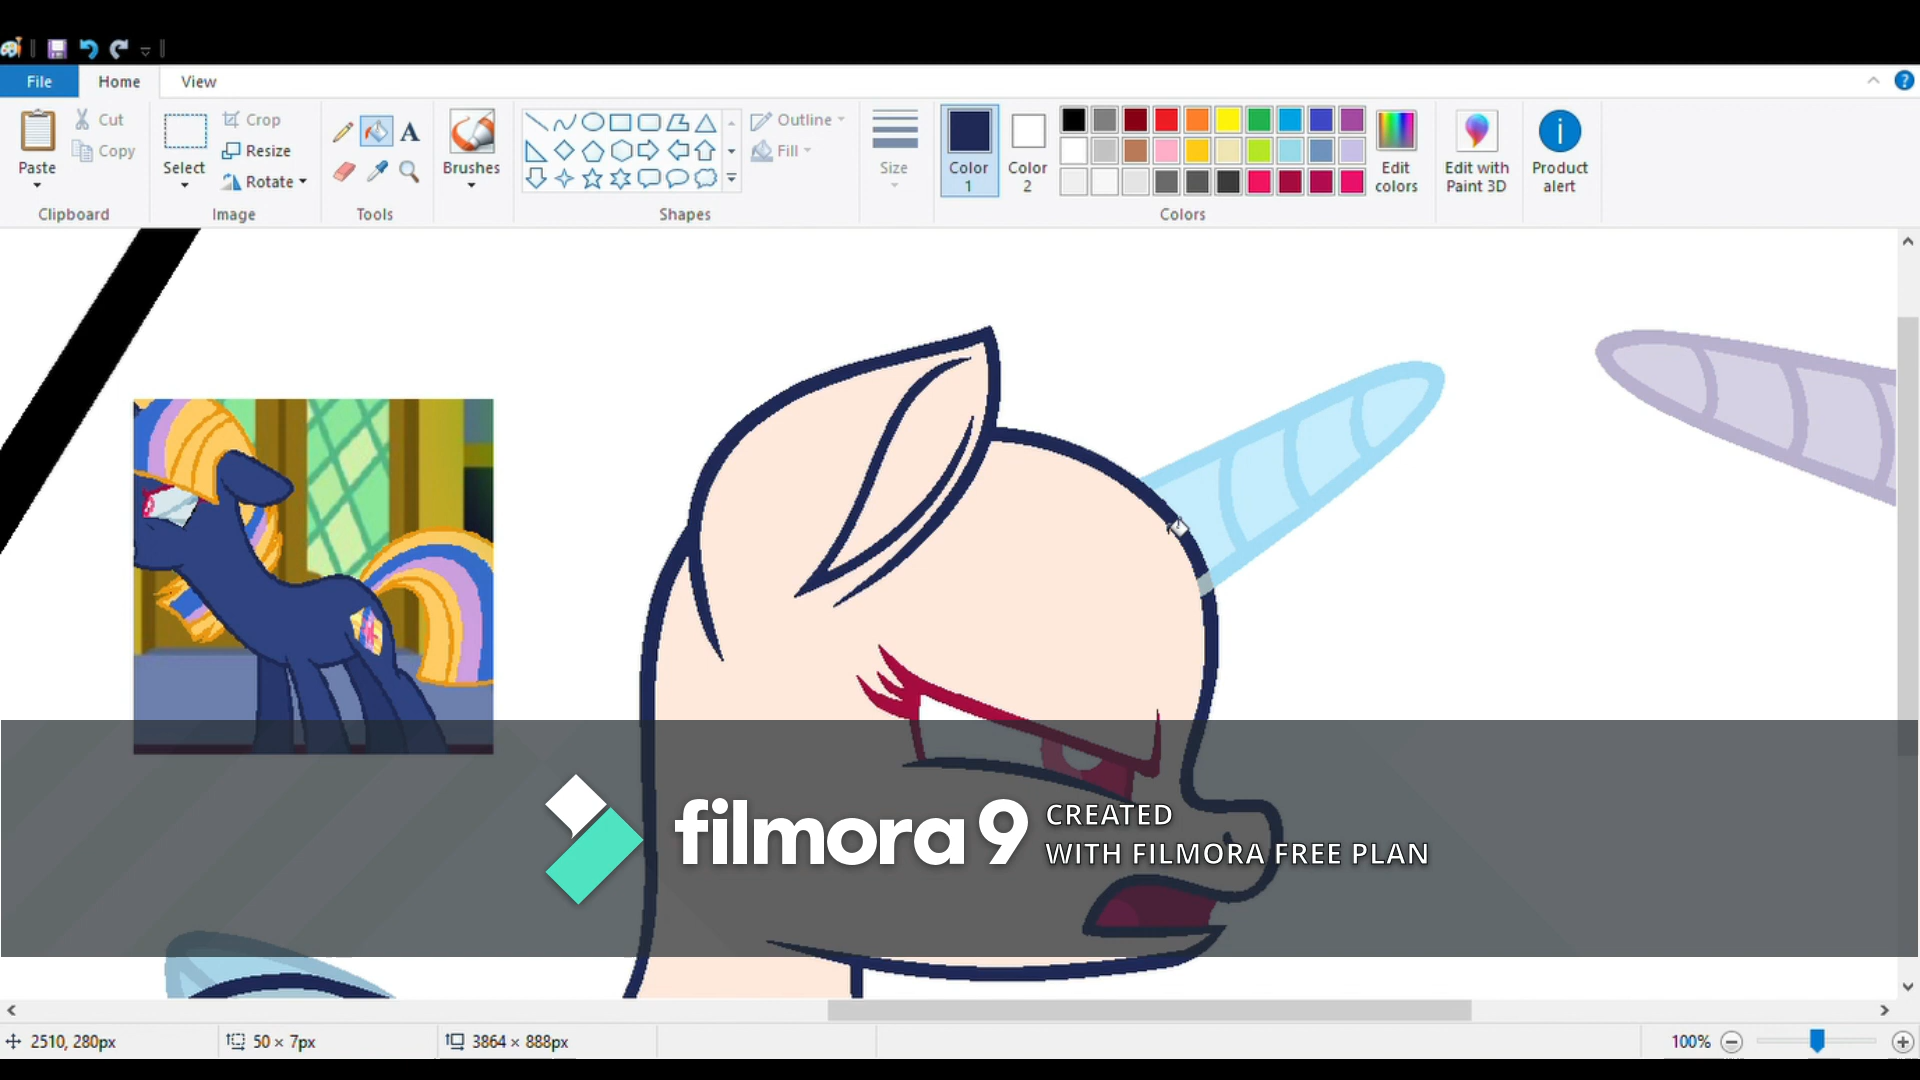 File Home View
Paste
Cut
Copy
Clipboard
Select
Crop
Resize
Rotate
Image
A
Tools
Brushes
Shapes
Outline
Fill
Size
Color
1
Color
2
Colors
Edit
colors
Edit with
Paint 3D
Product
alert
filmora9
CREATED
WITH FILMORA FREE PLAN
2510, 280px
50 × 7px
3864 × 888px
100%